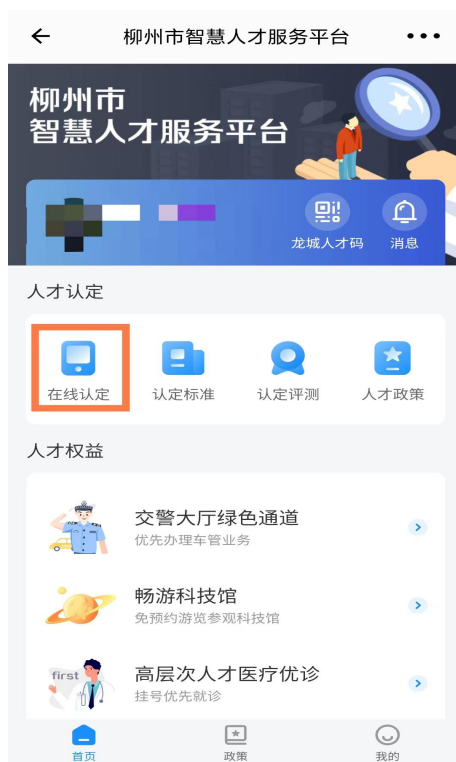 柳州市智慧人才服务平台
柳州市
智慧人才服务平台
龙城人才码 消息
人才认定
在线认定 认定标准 认定评测 人才政策
人才权益
交警大厅绿色通道
优先办理车管业务
畅游科技馆
免预约游览参观科技馆
first
高层次人才医疗优诊
挂号优先就诊
首页 政策 我的